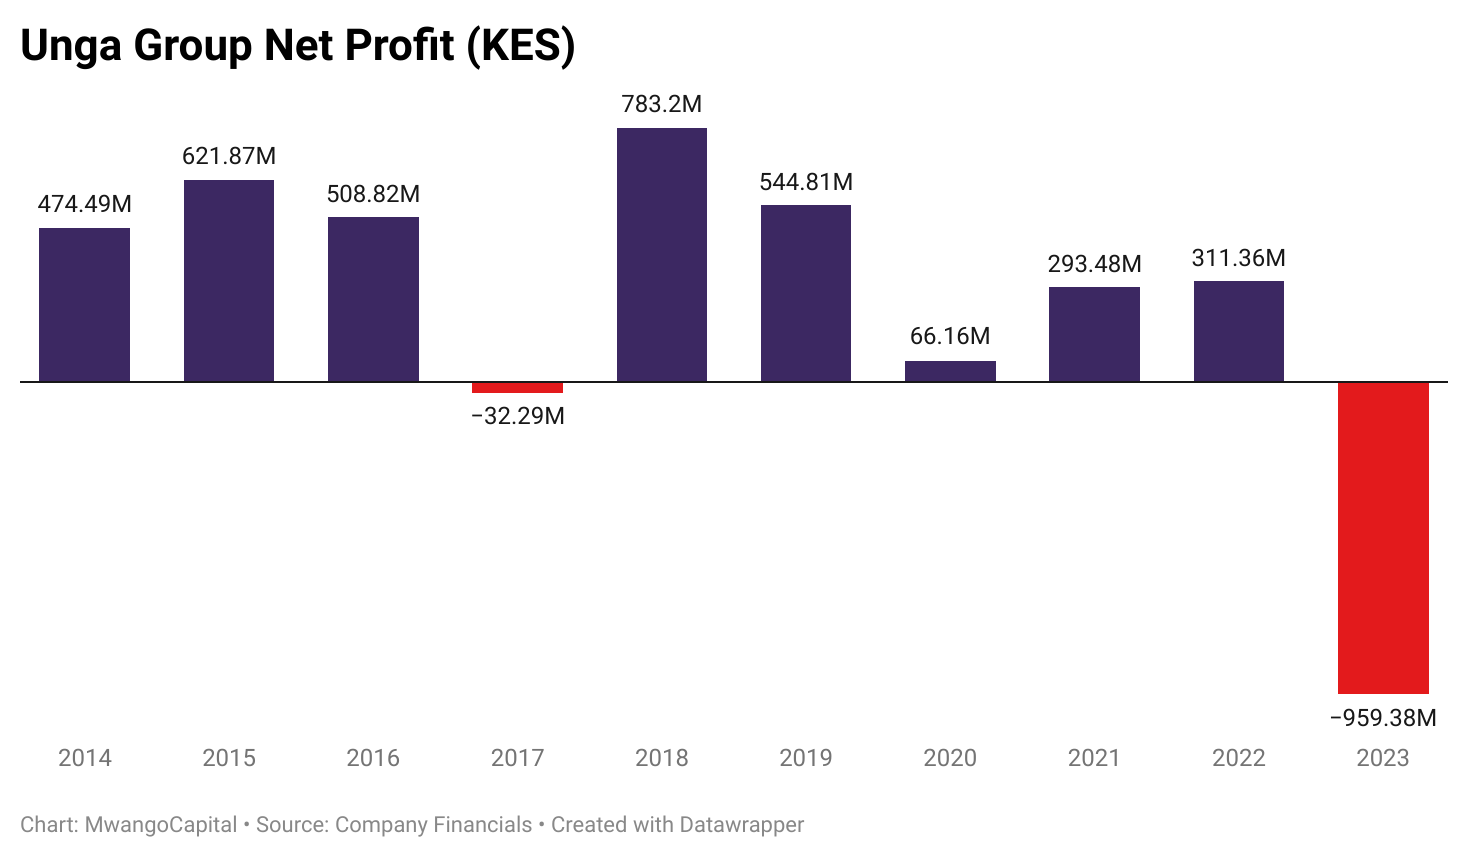 Unga Group Net Profit (KES)
783.2M
621.87M
544.81M
508.82M
474.49M
311.36M
293.48M
66.16M
−32.29M
−959.38M
2014 2015 2016 2017 2018 2019 2020 2021 2022 2023
Chart: MwangoCapital • Source: Company Financials • Created with Datawrapper